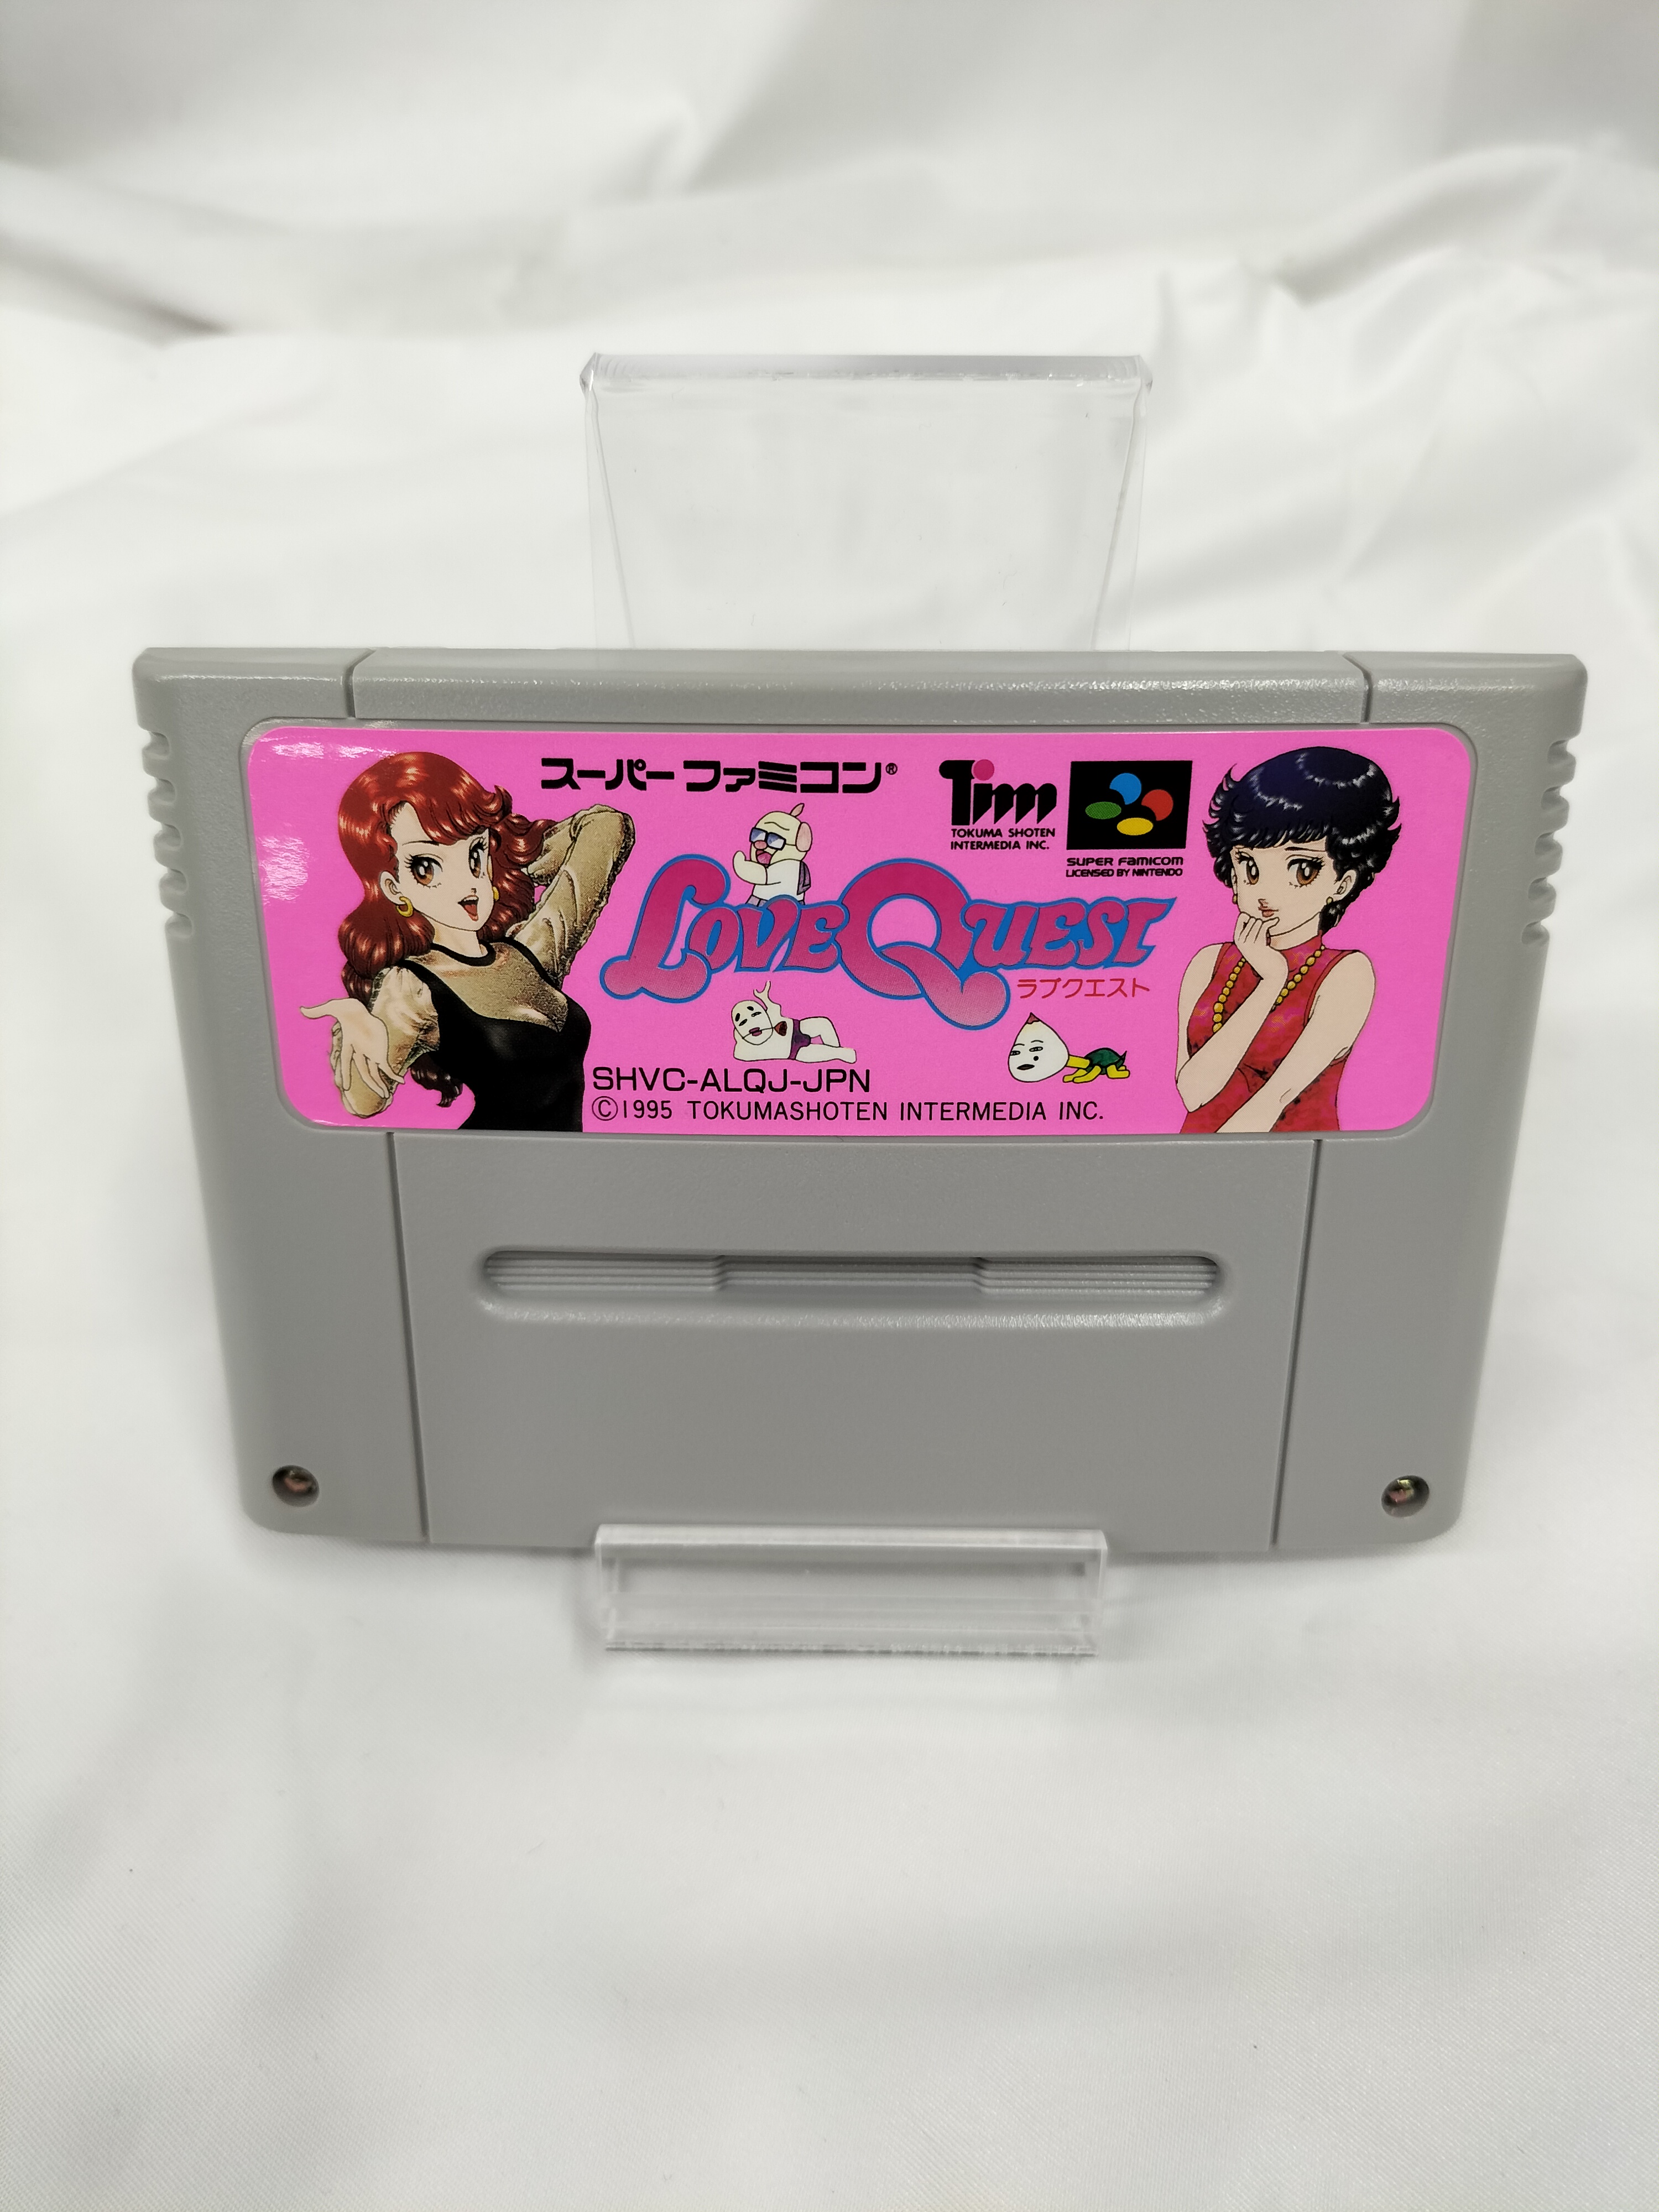 スーパーファミコン®
Tim
TOKUMA SHOTEN
INTERMEDIA INC.
SUPER FAMICOM
LICENSED BY NINTENDO
LOVE QUEST
ラブクエスト
SHVC-ALQJ-JPN
©1995 TOKUMASHOTEN INTERMEDIA INC.